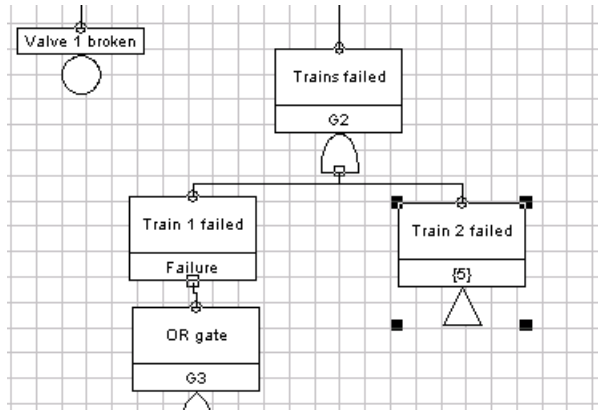 Valve 1 broken
Trains failed
G2
Train 1 failed
Failure
Train 2 failed
{5}
OR gate
G3